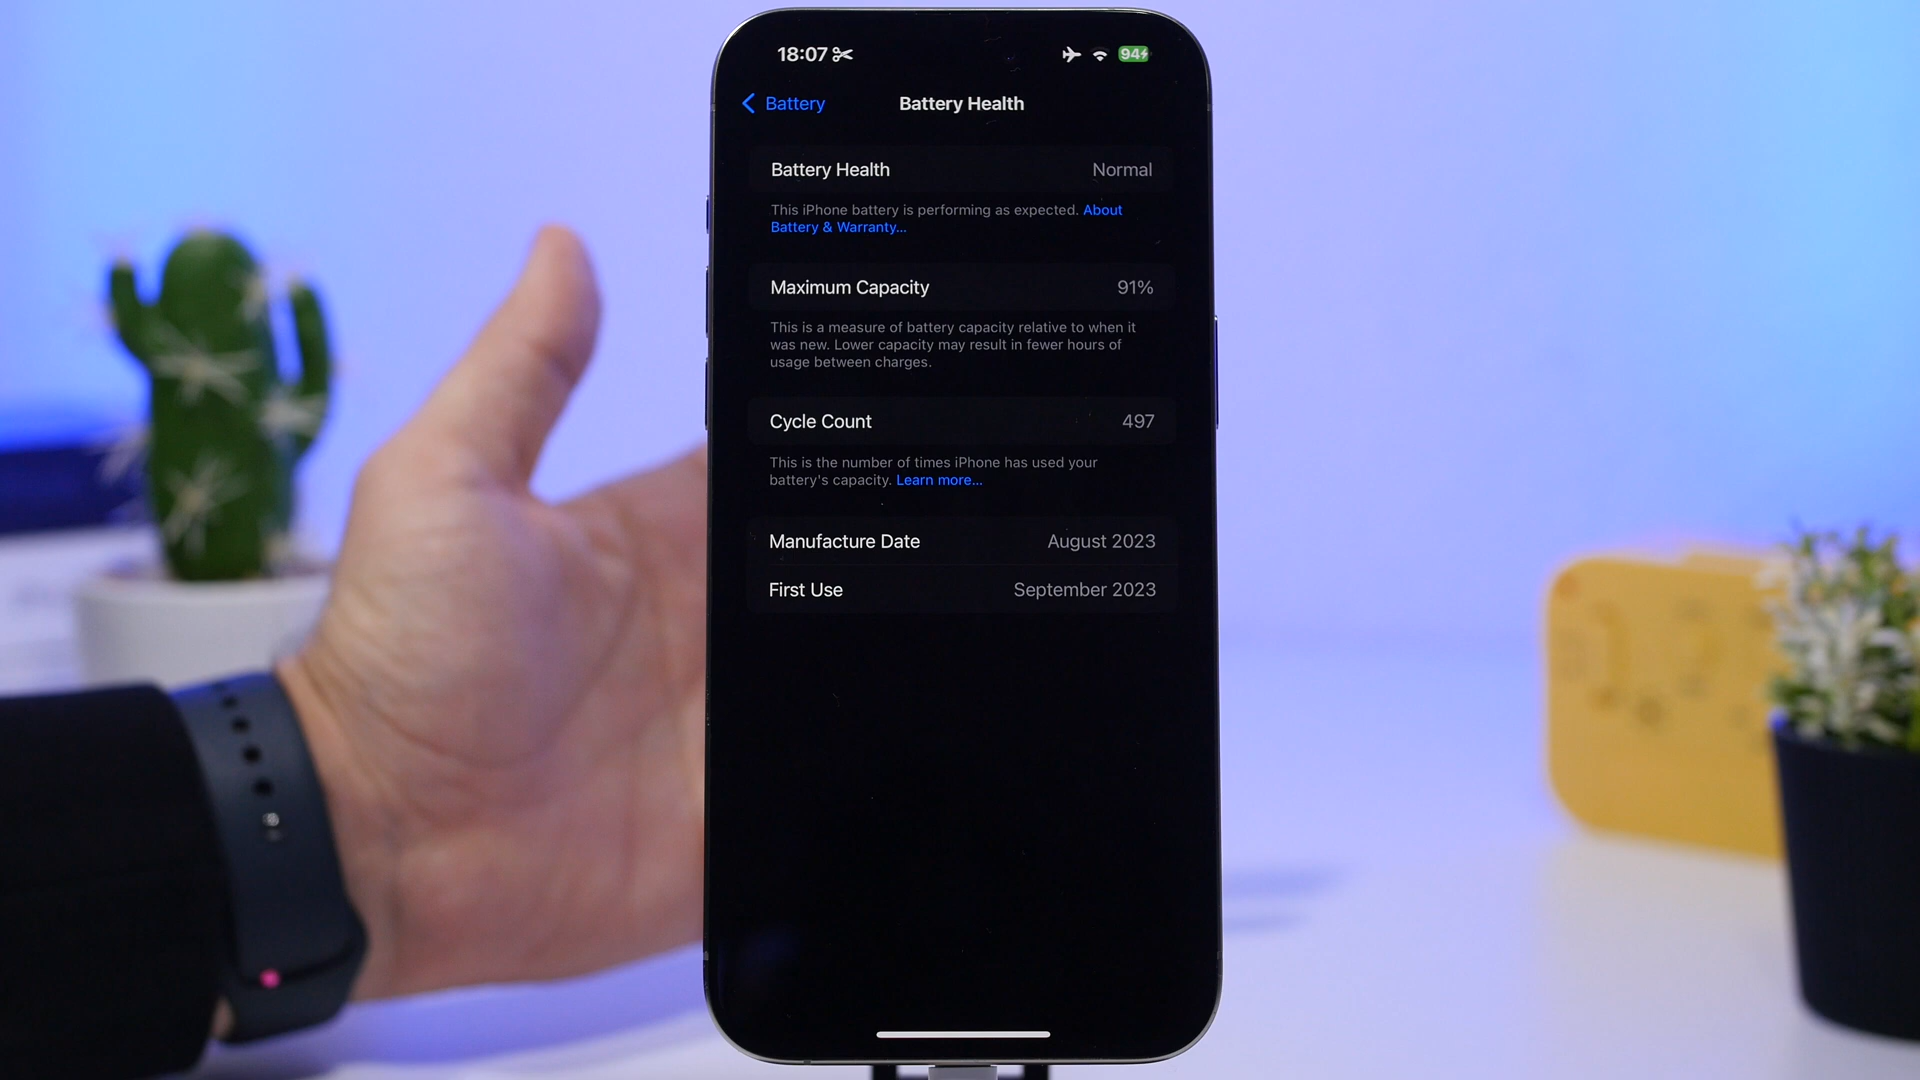 18:07 94
Battery Battery Health
Battery Health Normal
This iPhone battery is performing as expected. About
Battery & Warranty...
Maximum Capacity 91%
This is a measure of battery capacity relative to when it
was new. Lower capacity may result in fewer hours of
usage between charges.
Cycle Count 497
This is the number of times iPhone has used your
battery's capacity. Learn more...
Manufacture Date August 2023
First Use September 2023